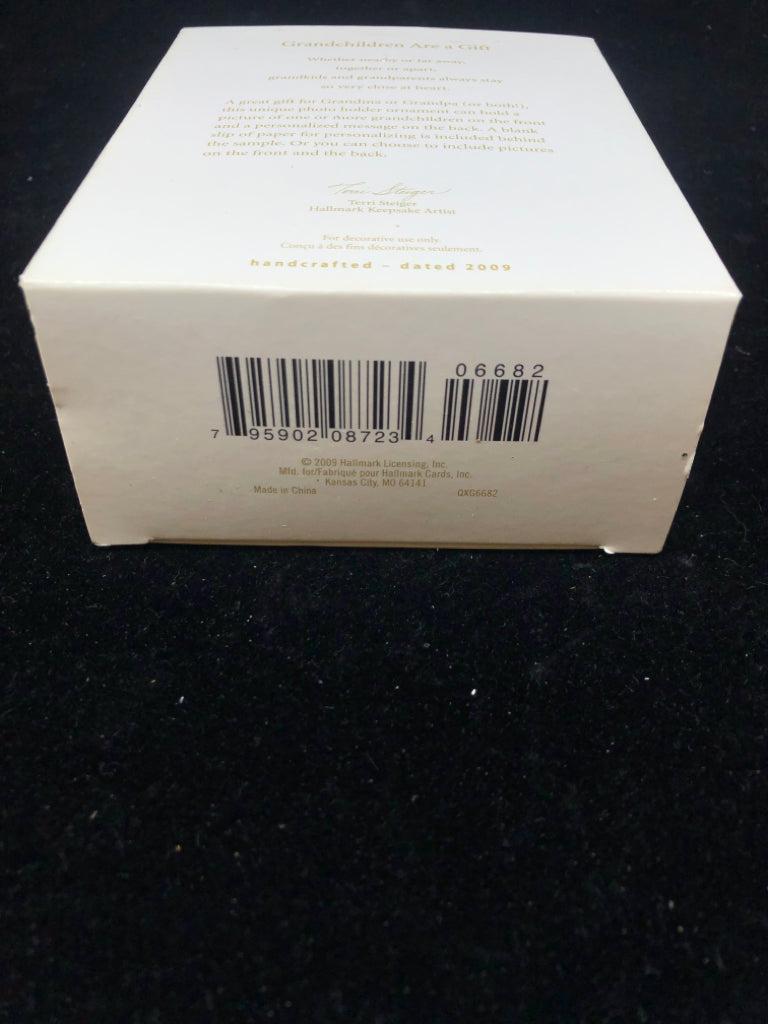 Grandchildren Are a Gift
Whether nearby or far away,
together or apart,
grandkids and grandparents always stay
so very close at heart.
A great gift for Grandma or Grandpa (or both!),
this unique photo holder ornament can hold a
picture of one or more grandchildren on the front
and a personalized message on the back. A blank
slip of paper for personalizing is included behind
the sample. Or you can choose to include pictures
on the front and the back.
Terri Steiger
Terri Steiger
Hallmark Keepsake Artist
For decorative use only.
Conçu à des fins décoratives seulement.
handcrafted – dated 2009
06682
7 95902 08723 4
© 2009 Hallmark Licensing, Inc.
Mfd. for/Fabriqué pour Hallmark Cards, Inc.
Kansas City, MO 64141
Made in China QXG6682